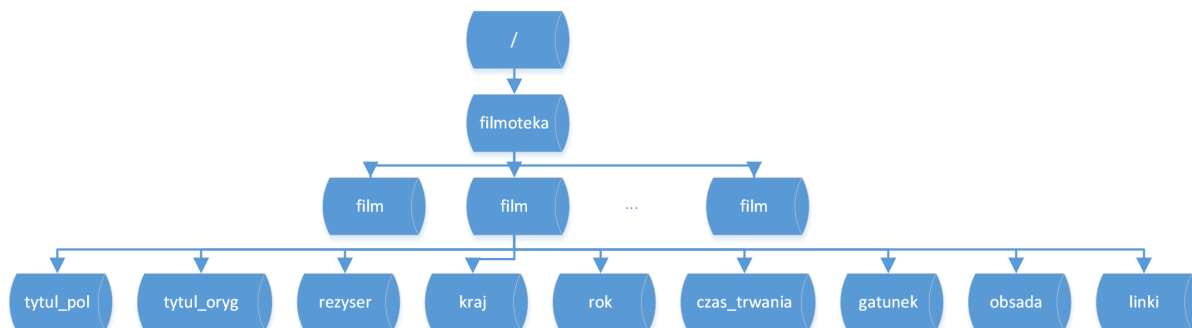 /
filmoteka
film film ... film
tytul_pol tytul_oryg rezyser kraj rok czas_trwania gatunek obsada linki